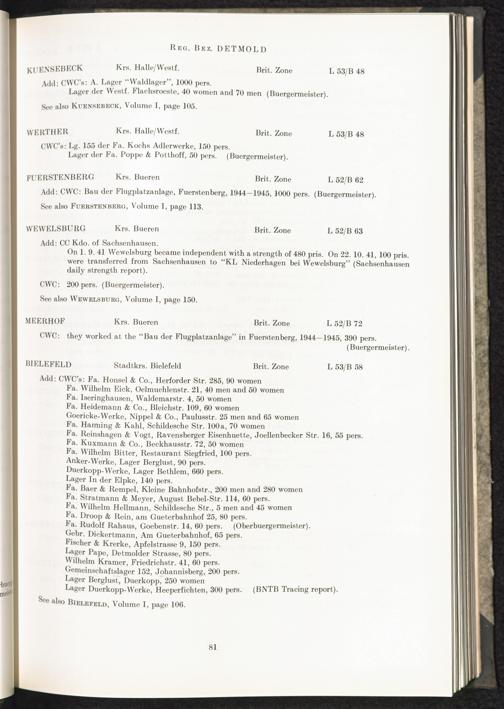 REG. BEZ. DETMOLD
KUENSEBECK Krs. Halle/Westf. Brit. Zone L 53/B 48
Add: CWC's: A. Lager "Waldlager", 1000 pers.
Lager der Westf. Flachsroeste, 40 women and 70 men (Buergermeister).
See also KUENSEBECK, Volume I, page 105.
WERTHER Krs. Halle/Westf. Brit. Zone L 53/B 48
CWC's: Lg. 155 der Fa. Kochs Adlerwerke, 150 pers.
Lager der Fa. Poppe & Potthoff, 50 pers. (Buergermeister).
FUERSTENBERG Krs. Bueren Brit. Zone L 52/B 62
Add: CWC: Bau der Flugplatzanlage, Fuerstenberg, 1944—1945, 1000 pers. (Buergermeister).
See also FUERSTENBERG, Volume I, page 113.
WEWELSBURG Krs. Bueren Brit. Zone L 52/B 63
Add: CC Kdo. of Sachsenhausen.
On 1. 9. 41 Wewelsburg became independent with a strength of 480 pris. On 22. 10. 41, 100 pris.
were transferred from Sachsenhausen to "KL Niederhagen bei Wewelsburg" (Sachsenhausen
daily strength report).
CWC: 200 pers. (Buergermeister).
See also WEWELSBURG, Volume I, page 150.
MEERHOF Krs. Bueren Brit. Zone L 52/B 72
CWC: they worked at the "Bau der Flugplatzanlage" in Fuerstenberg, 1944—1945, 390 pers.
(Buergermeister).
BIELEFELD Stadtkrs. Bielefeld Brit. Zone L 53/B 58
Add: CWC's: Fa. Honsel & Co., Herforder Str. 285, 90 women
Fa. Wilhelm Eick, Oelmuehlenstr. 21, 40 men and 50 women
Fa. Iseringhausen, Waldemarstr. 4, 50 women
Fa. Heidemann & Co., Bleichstr. 109, 60 women
Goericke-Werke, Nippel & Co., Paulusstr. 25 men and 65 women
Fa. Haming & Kahl, Schildesche Str. 100a, 70 women
Fa. Reinshagen & Vogt, Ravensberger Eisenhuette, Joellenbecker Str. 16, 55 pers.
Fa. Kuxmann & Co., Beckhausstr. 72, 50 women
Fa. Wilhelm Bitter, Restaurant Siegfried, 100 pers.
Anker-Werke, Lager Berglust, 90 pers.
Duerkopp-Werke, Lager Bethlem, 660 pers.
Lager In der Elpke, 140 pers.
Fa. Baer & Rempel, Kleine Bahnhofstr., 200 men and 280 women
Fa. Stratmann & Meyer, August Bebel-Str. 114, 60 pers.
Fa. Wilhelm Hellmann, Schildesche Str., 5 men and 45 women
Fa. Droop & Rein, am Gueterbahnhof 25, 80 pers.
Fa. Rudolf Rahaus, Goebenstr. 14, 60 pers. (Oberbuergermeister).
Gebr. Dickertmann, Am Gueterbahnhof, 65 pers.
Fischer & Krerke, Apfelstrasse 9, 150 pers.
Lager Pape, Detmolder Strasse, 80 pers.
Wilhelm Kramer, Friedrichstr. 41, 60 pers.
Gemeinschaftslager 152, Johannisberg, 200 pers.
Lager Berglust, Duerkopp, 250 women
Lager Duerkopp-Werke, Heeperfichten, 300 pers. (BNTB Tracing report).
See also BIELEFELD, Volume I, page 106.
81